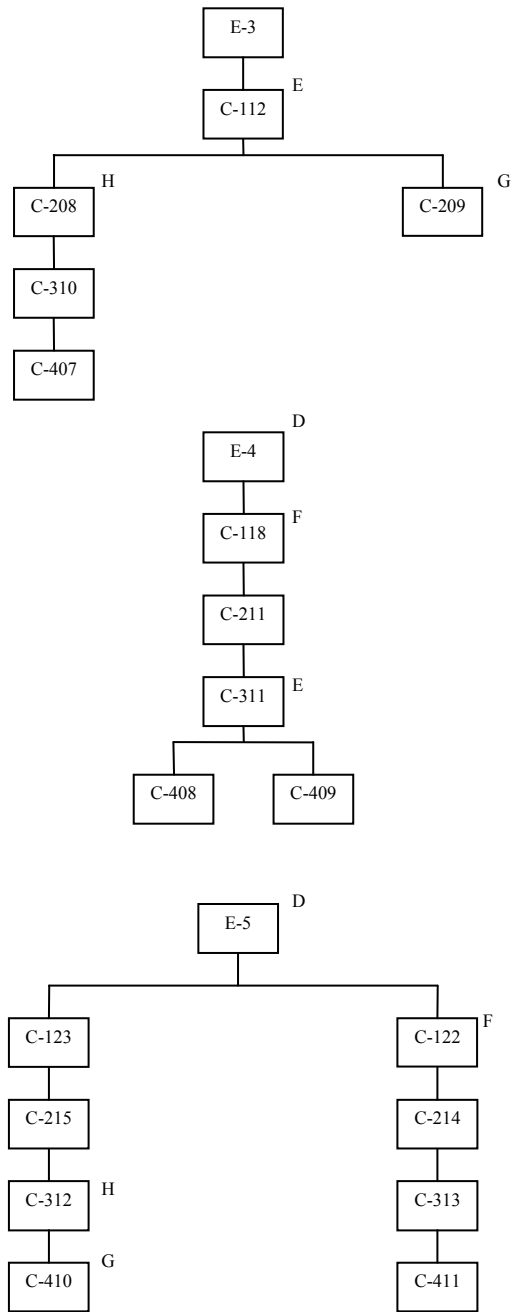 E-3
E
C-112
H
G
C-208
C-209
C-310
C-407
D
E-4
F
C-118
C-211
E
C-311
C-408
C-409
D
E-5
F
C-123
C-122
C-215
C-214
H
C-312
C-313
G
C-410
C-411